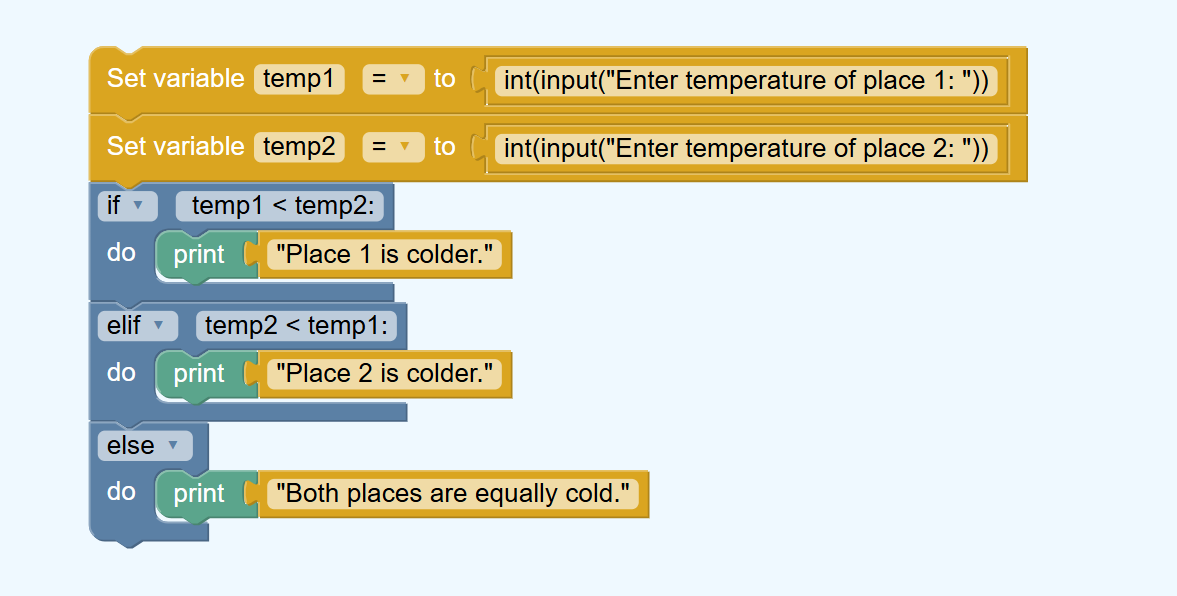 Set variable temp1 = to int(input("Enter temperature of place 1: "))
Set variable temp2 = to int(input("Enter temperature of place 2: "))
if temp1 < temp2:
do print "Place 1 is colder."
elif temp2 < temp1:
do print "Place 2 is colder."
else
do print "Both places are equally cold."